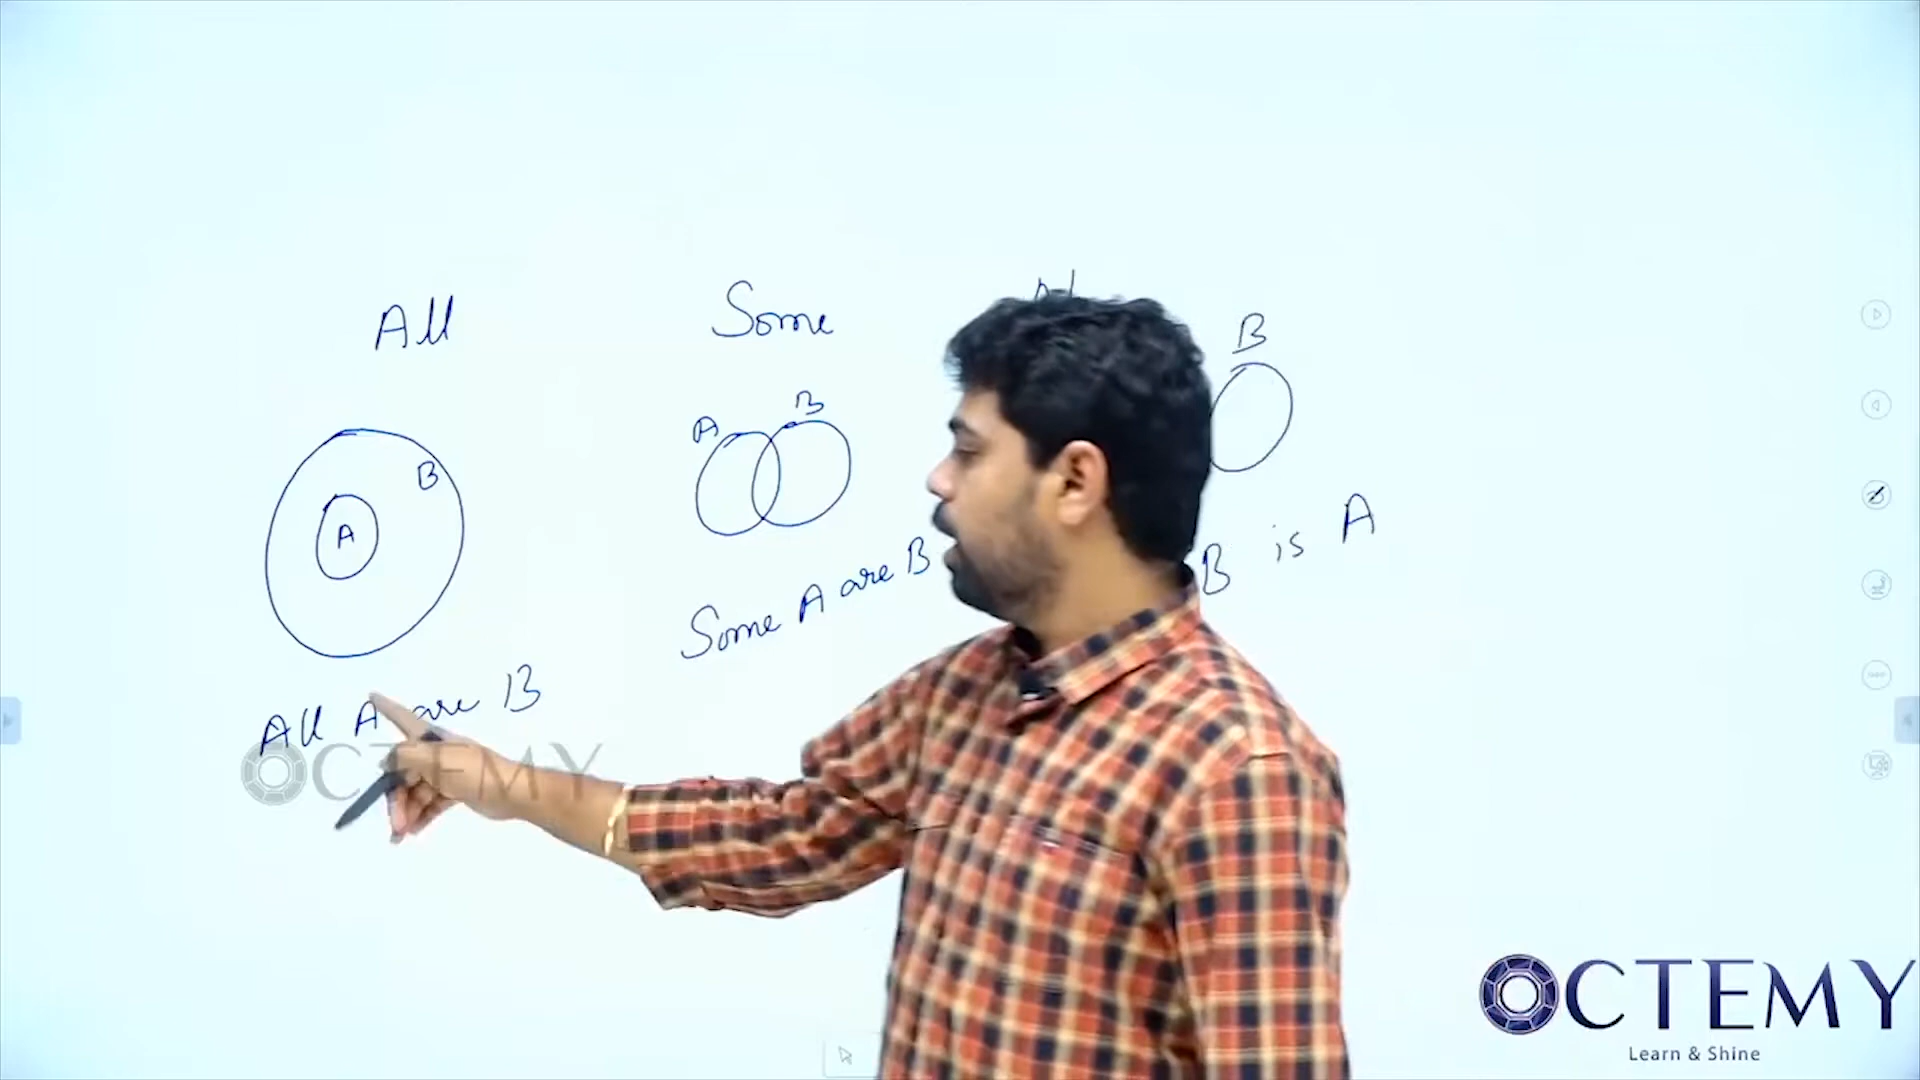 All
Some
B
A
B
B
A
B is A
Some A are B
All A are B
OCTEMY
OCTEMY
Learn & Shine